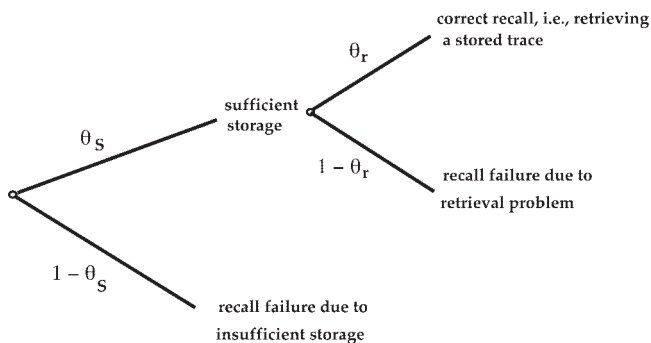 correct recall, i.e., retrieving
a stored trace
θr
sufficient
storage
θS
1 – θr
recall failure due to
retrieval problem
1 – θS
recall failure due to
insufficient storage